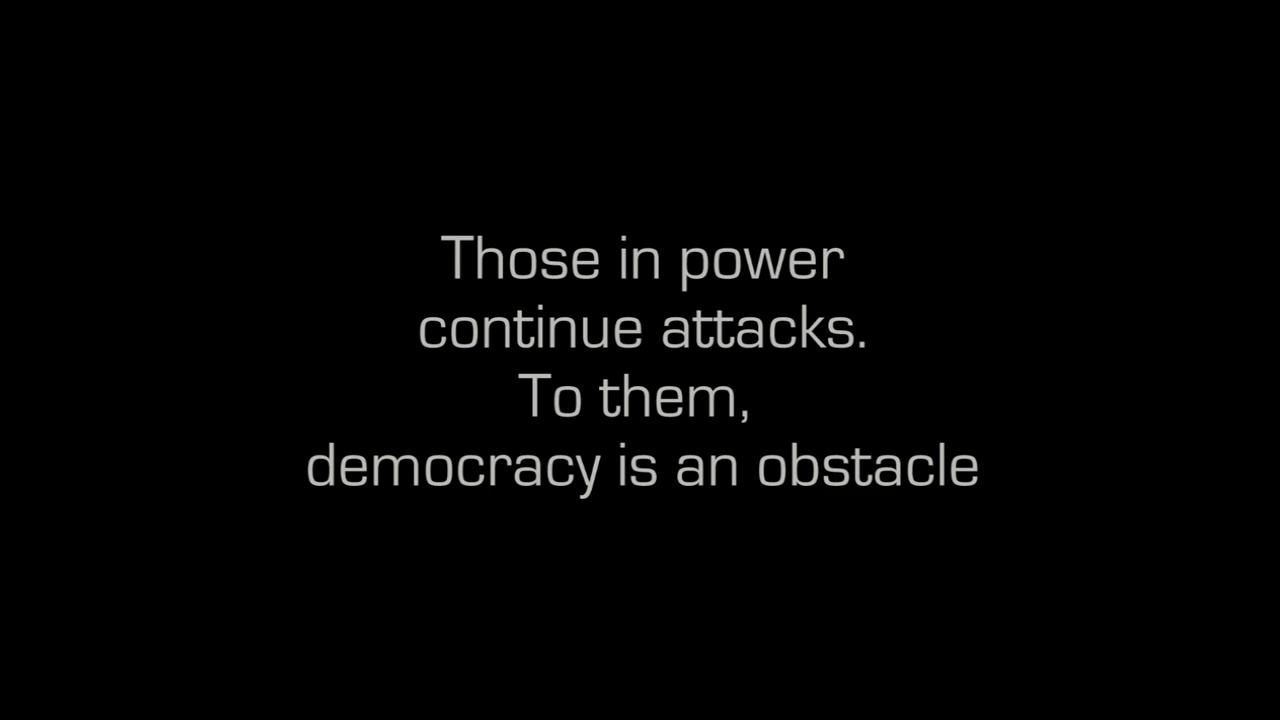 Those in power
continue attacks.
To them,
democracy is an obstacle